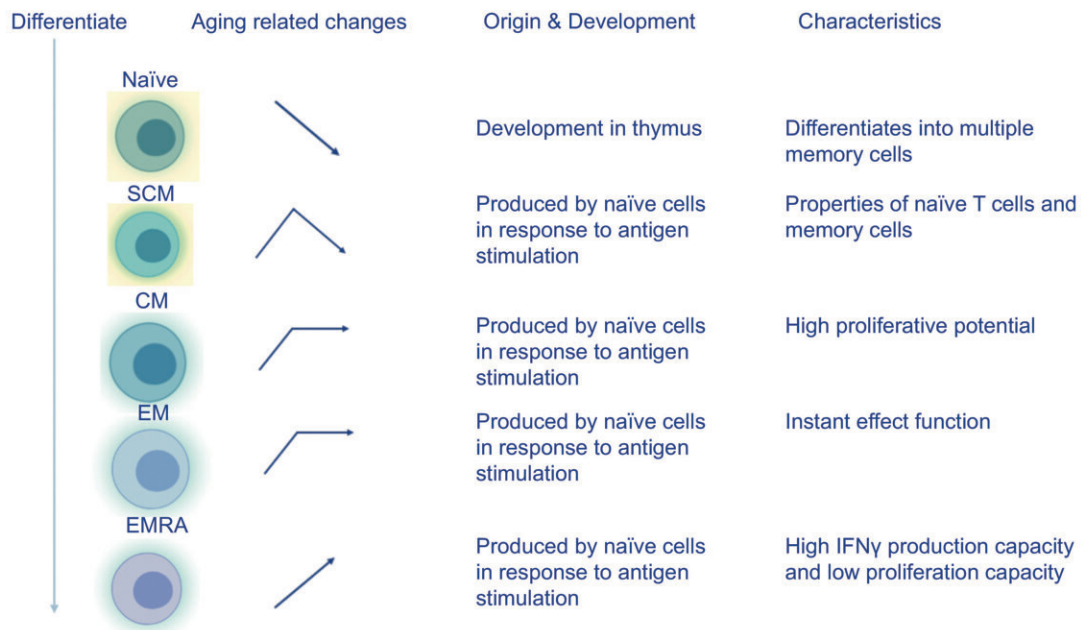 Differentiate Aging related changes Origin & Development Characteristics
Naïve
Development in thymus
Differentiates into multiple
memory cells
SCM
Produced by naïve cells
in response to antigen
stimulation
Properties of naïve T cells and
memory cells
CM
Produced by naïve cells
in response to antigen
stimulation
High proliferative potential
EM
Produced by naïve cells
in response to antigen
stimulation
Instant effect function
EMRA
Produced by naïve cells
in response to antigen
stimulation
High IFNγ production capacity
and low proliferation capacity